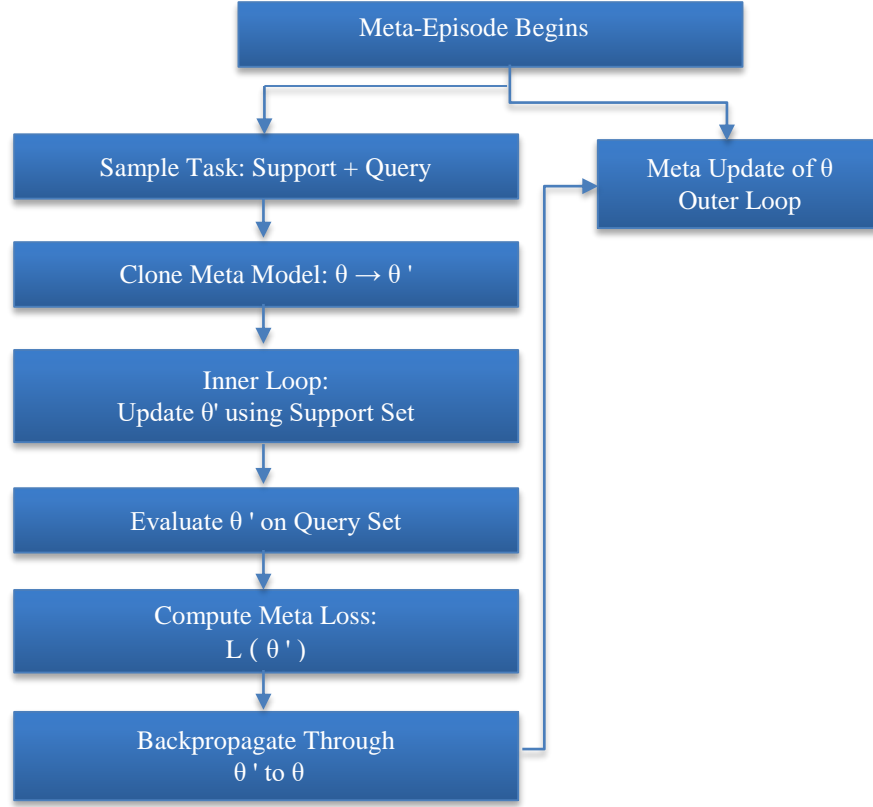 Meta-Episode Begins
Sample Task: Support + Query
Clone Meta Model: θ → θ '
Inner Loop:
Update θ' using Support Set
Evaluate θ ' on Query Set
Compute Meta Loss:
L ( θ ' )
Backpropagate Through
θ ' to θ
Meta Update of θ
Outer Loop